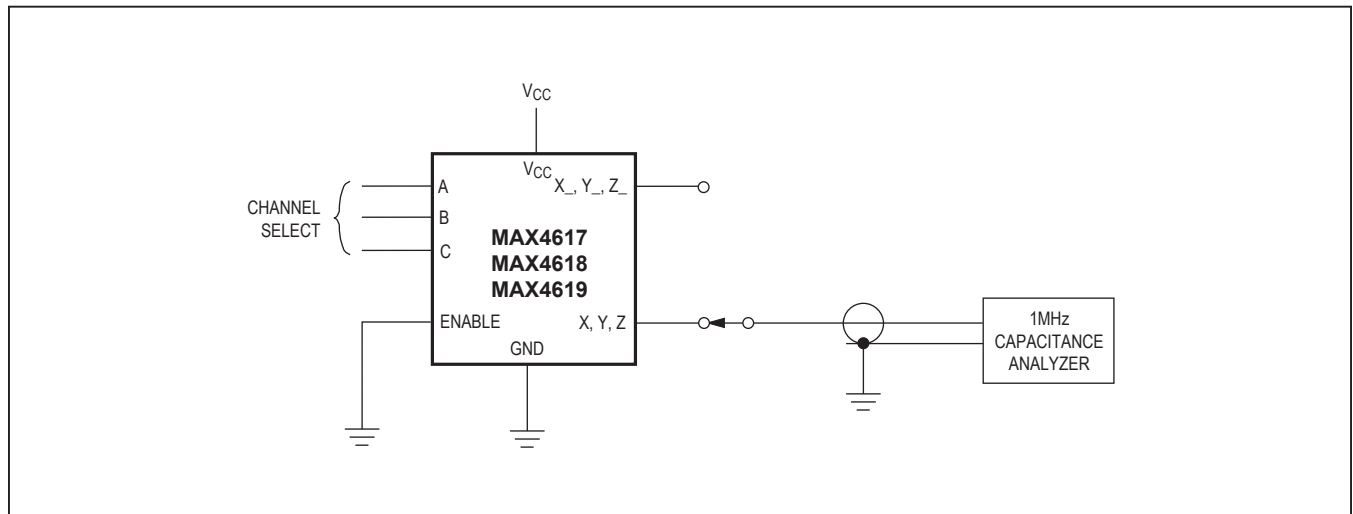 VCC
VCC
A
X_, Y_, Z_
CHANNEL
SELECT
B
C
MAX4617
MAX4618
MAX4619
ENABLE
X, Y, Z
GND
1MHz
CAPACITANCE
ANALYZER